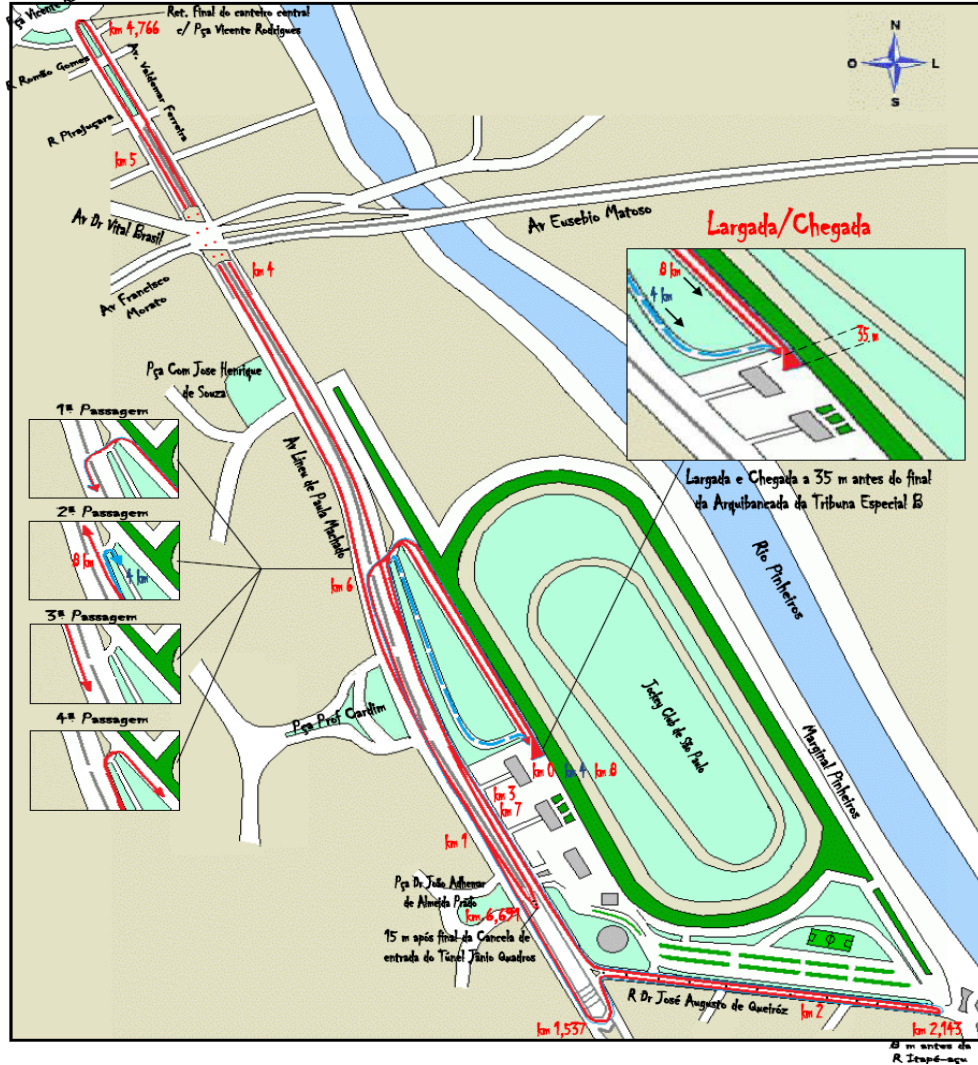 Pça Vicente
Ret. Final do canteiro central
c/ Pça Vicente Rodrigues
km 4,766
R Romão Gomes
Av. Valdemar Ferreira
R Pirajuçara
km 5
N
O
L
S
Av Dr Vital Brasil
Av Eusebio Matoso
Av Francisco
Morato
km 4
Largada/Chegada
8 km
4 km
35 m
Largada e Chegada a 35 m antes do final
da Arquibancada da Tribuna Especial B
Pça Com Jose Henrique
de Souza
Av Lineu de Paula Machado
1ª Passagem
2ª Passagem
8 km
4 km
3ª Passagem
4ª Passagem
km 6
Rio Pinheiros
Marginal Pinheiros
Jockey Club de São Paulo
Pça Prof Cardim
km 0 4 km 8
km 3
km 7
km 1
Pça Dr João Adhemar
de Almeida Prado
km 6,699
15 m após final da Cancela de
entrada do Túnel Jânio Quadros
R Dr José Augusto de Queiróz
km 2
km 1,537
km 2,143
8 m antes da
R Itapé-açu